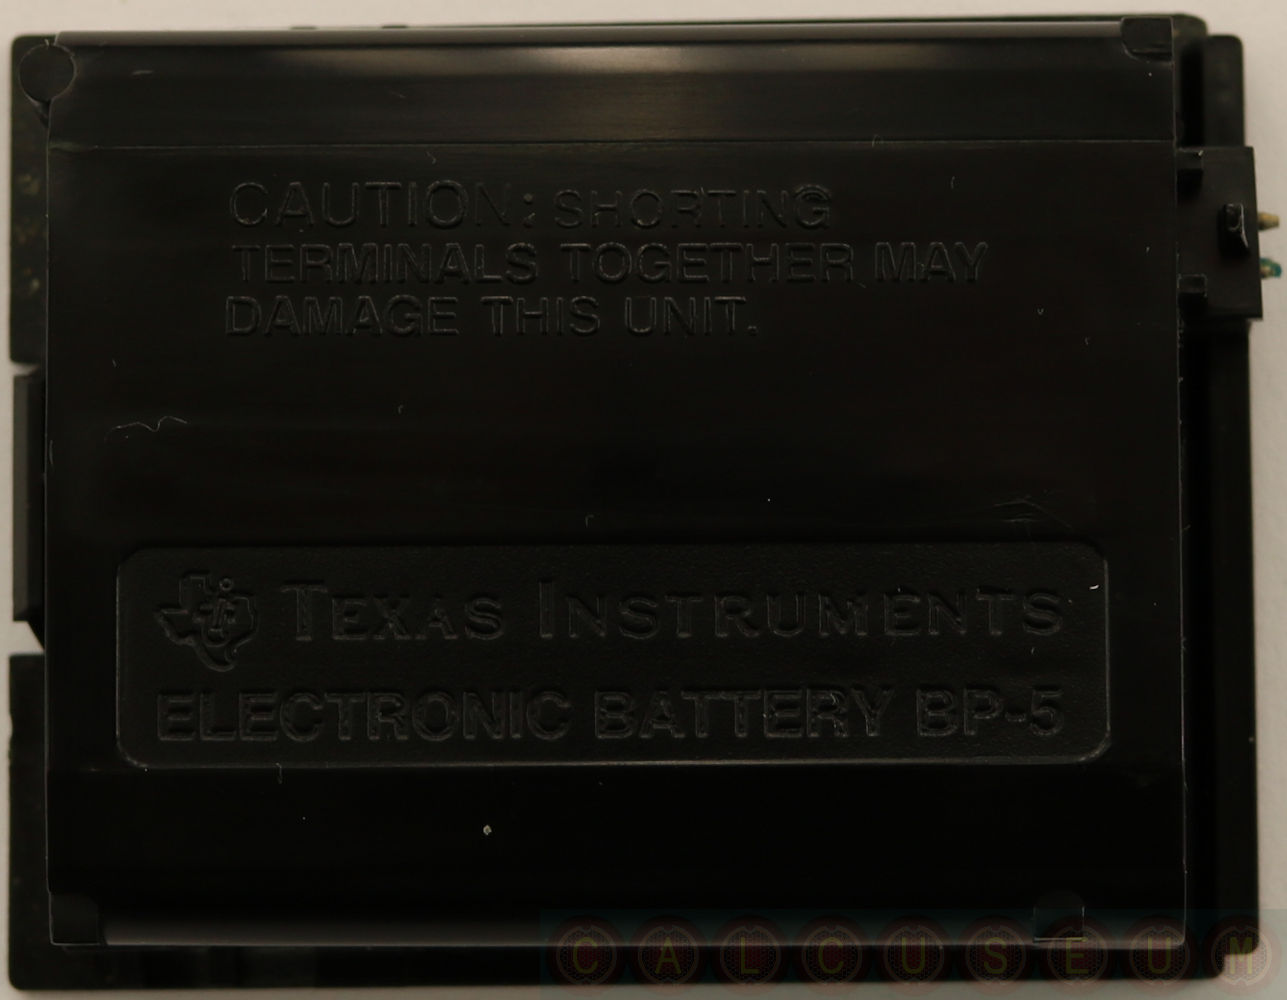 CAUTION: SHORTING
TERMINALS TOGETHER MAY
DAMAGE THIS UNIT.
TEXAS INSTRUMENTS
ELECTRONIC BATTERY BP-5
CALCUSEUM